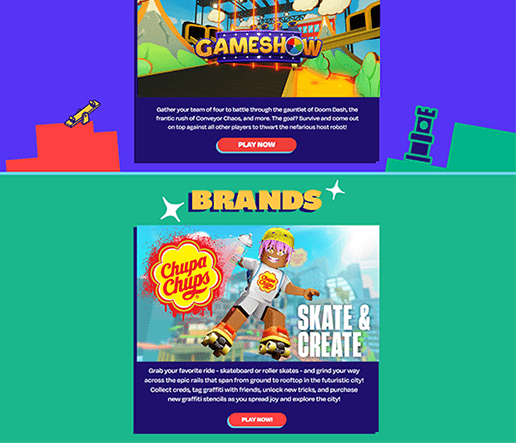 GAMESHOW
Gather your team of four to battle through the gauntlet of Doom Dash, the
frantic rush of Conveyor Chaos, and more. The goal? Survive and come out
on top against all other players to thwart the nefarious host robot!
PLAY NOW
BRANDS
Chupa
Chups
Chupa
Chups
SKATE &
CREATE
Grab your favorite ride - skateboard or roller skates - and grind your way
across the epic rails that span from ground to rooftop in the futuristic city!
Collect creds, tag graffiti with friends, unlock new tricks, and purchase
new graffiti stencils as you spread joy and explore the city!
PLAY NOW!